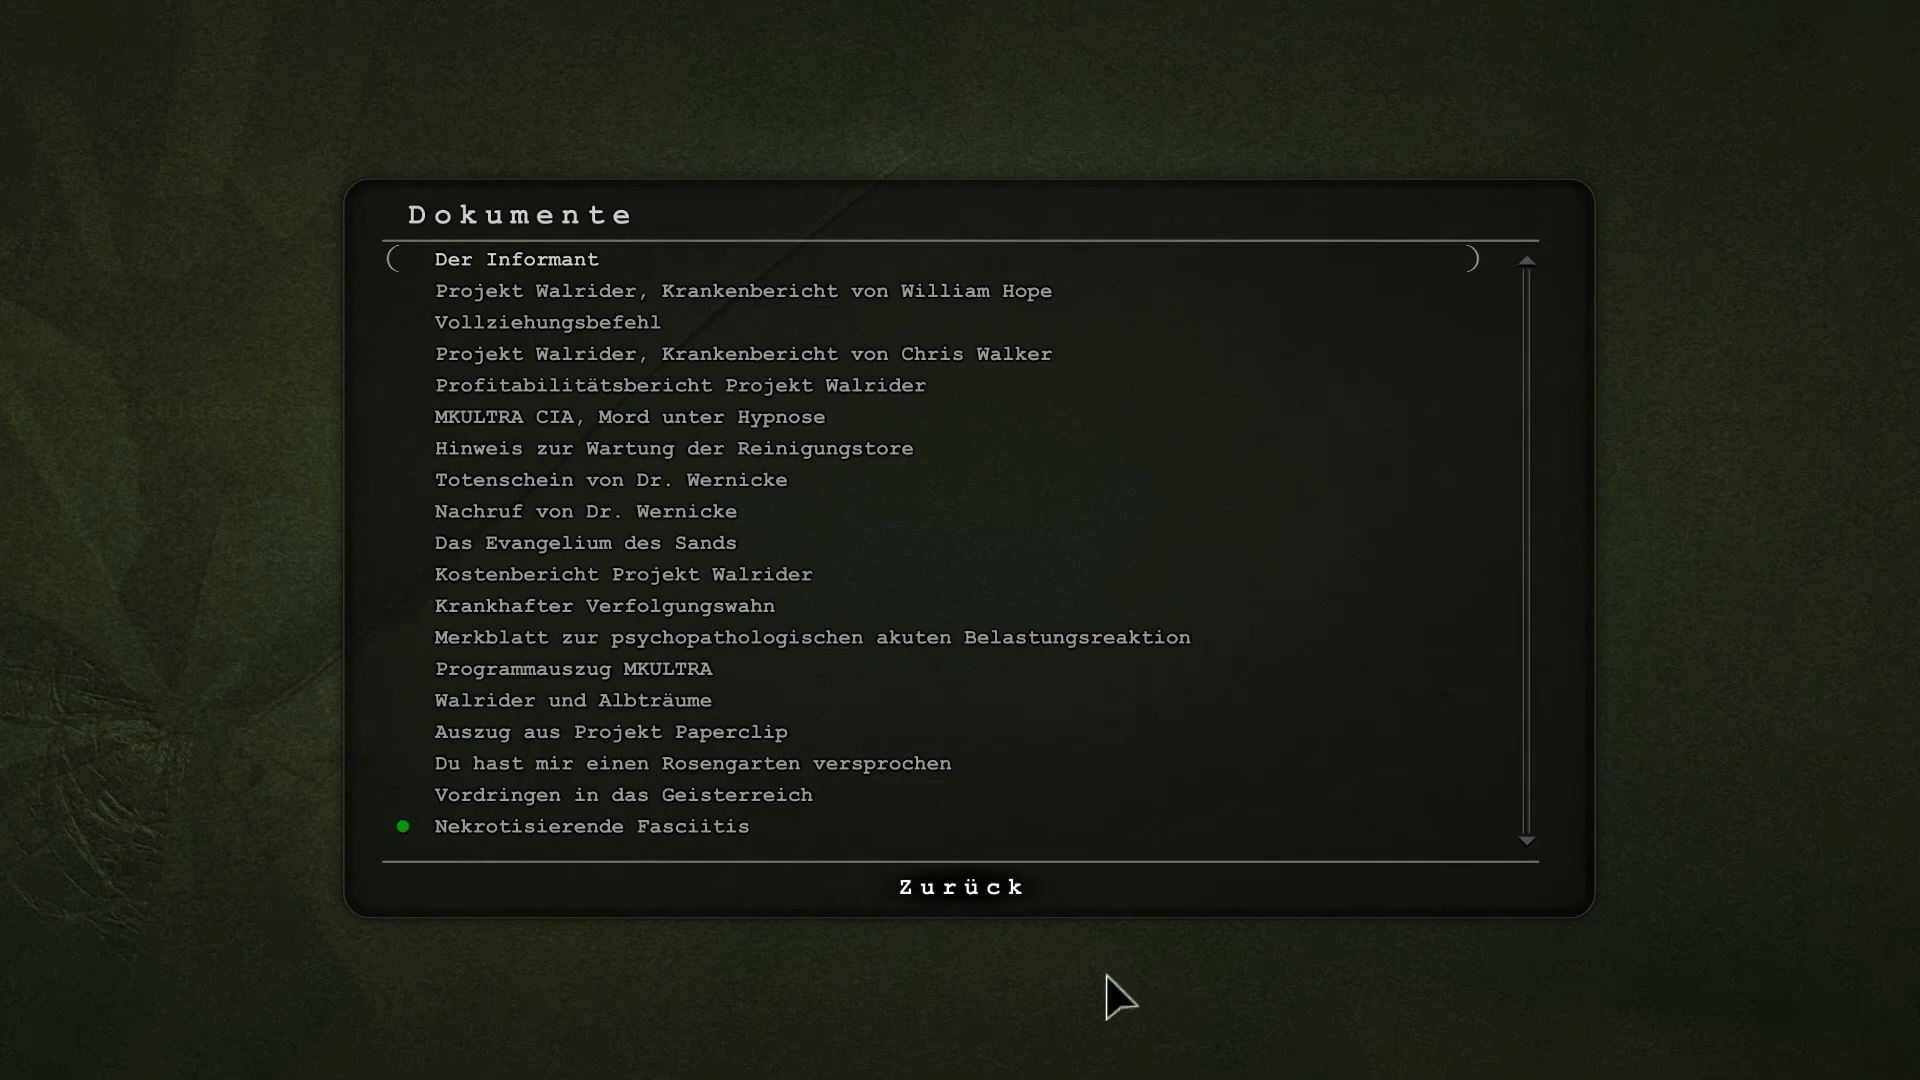 Dokumente
Der Informant
Projekt Walrider, Krankenbericht von William Hope
Vollziehungsbefehl
Projekt Walrider, Krankenbericht von Chris Walker
Profitabilitätsbericht Projekt Walrider
MKULTRA CIA, Mord unter Hypnose
Hinweis zur Wartung der Reinigungstore
Totenschein von Dr. Wernicke
Nachruf von Dr. Wernicke
Das Evangelium des Sands
Kostenbericht Projekt Walrider
Krankhafter Verfolgungswahn
Merkblatt zur psychopathologischen akuten Belastungsreaktion
Programmauszug MKULTRA
Walrider und Albträume
Auszug aus Projekt Paperclip
Du hast mir einen Rosengarten versprochen
Vordringen in das Geisterreich
Nekrotisierende Fasciitis
Zurück